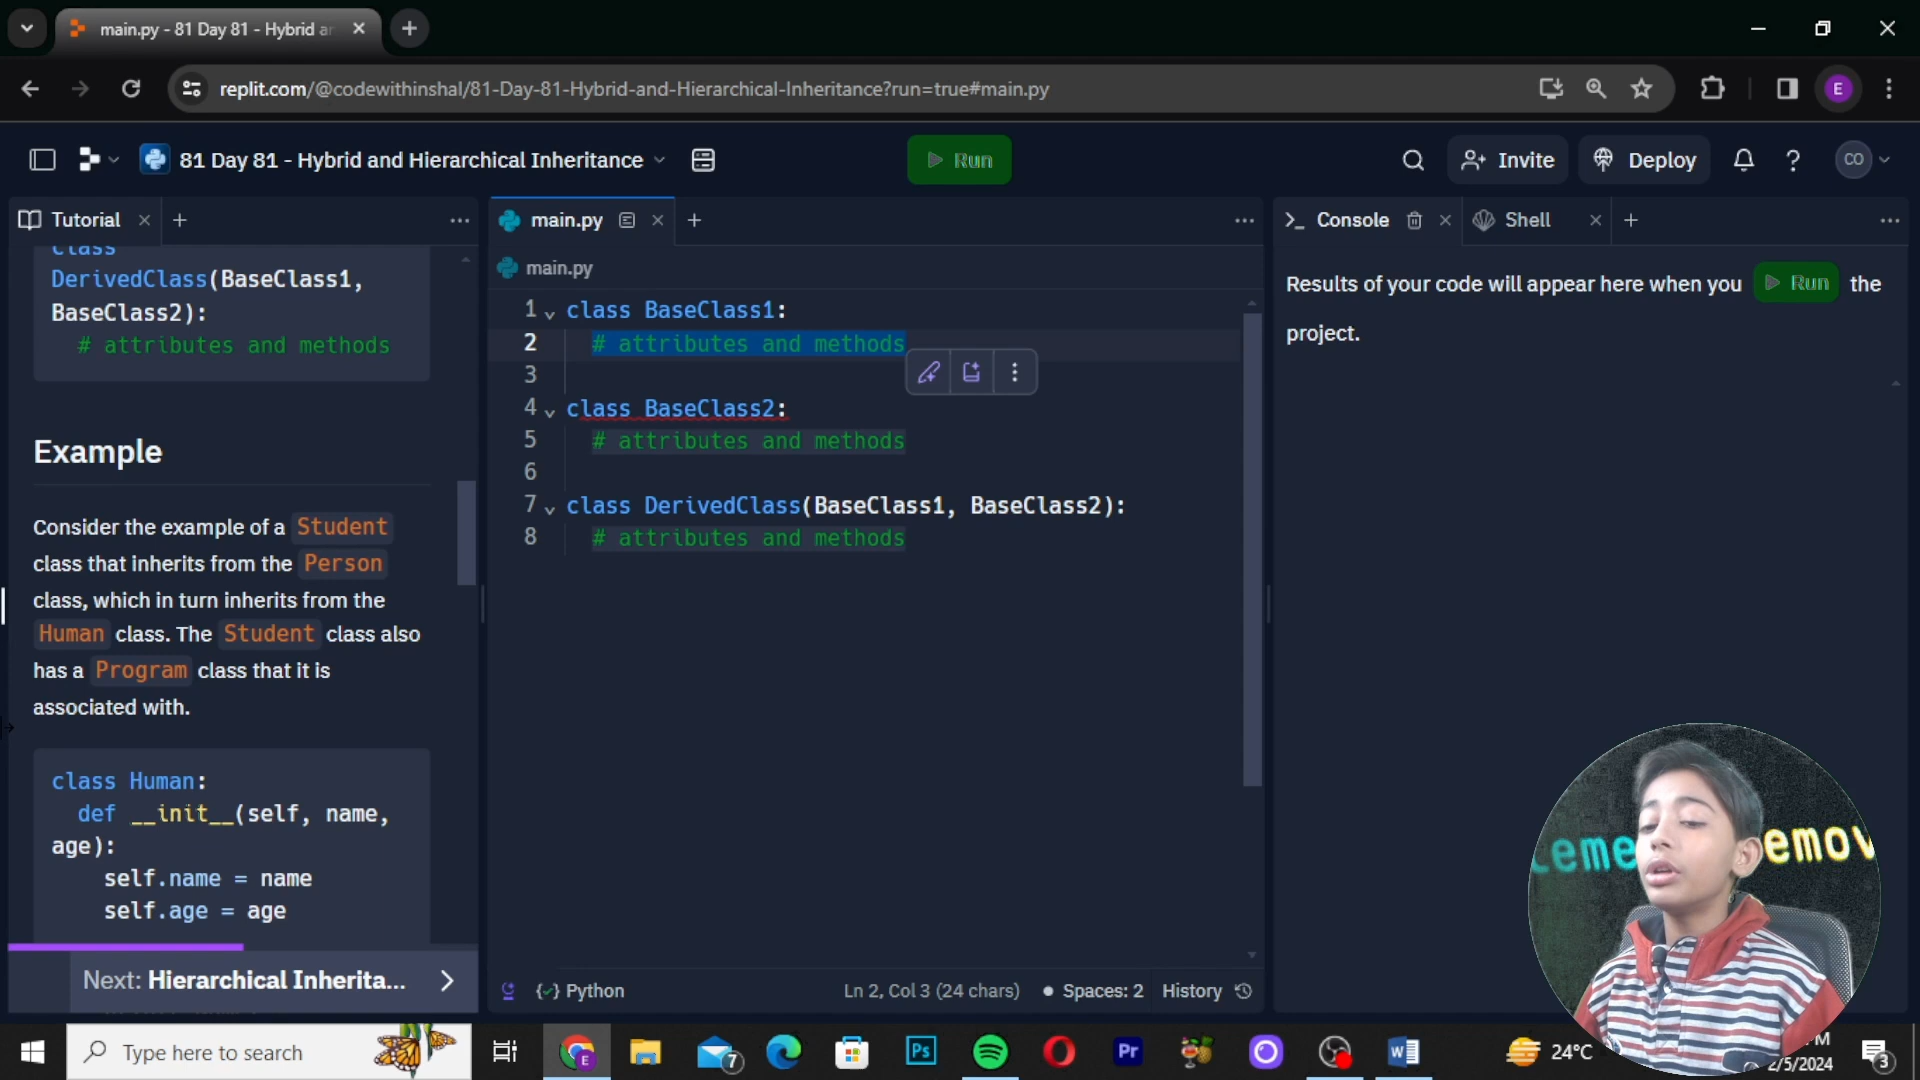 main.py - 81 Day 81 - Hybrid ar
replit.com/@codewithinshal/81-Day-81-Hybrid-and-Hierarchical-Inheritance?run=true#main.py
E
81 Day 81 - Hybrid and Hierarchical Inheritance
Run
Invite
Deploy
CO
Tutorial
main.py
Console
Shell
class
DerivedClass(BaseClass1,
BaseClass2):
# attributes and methods
Example
Consider the example of a Student
class that inherits from the Person
class, which in turn inherits from the
Human class. The Student class also
has a Program class that it is
associated with.
class Human:
def __init__(self, name,
age):
self.name = name
self.age = age
Next: Hierarchical Inherita...
main.py
1 class BaseClass1:
2 # attributes and methods
3
4 class BaseClass2:
5 # attributes and methods
6
7 class DerivedClass(BaseClass1, BaseClass2):
8 # attributes and methods
Python
Ln 2, Col 3 (24 chars)
Spaces: 2
History
Results of your code will appear here when you Run the
project.
Type here to search
7
Ps
Pr
24°C
2/5/2024
3